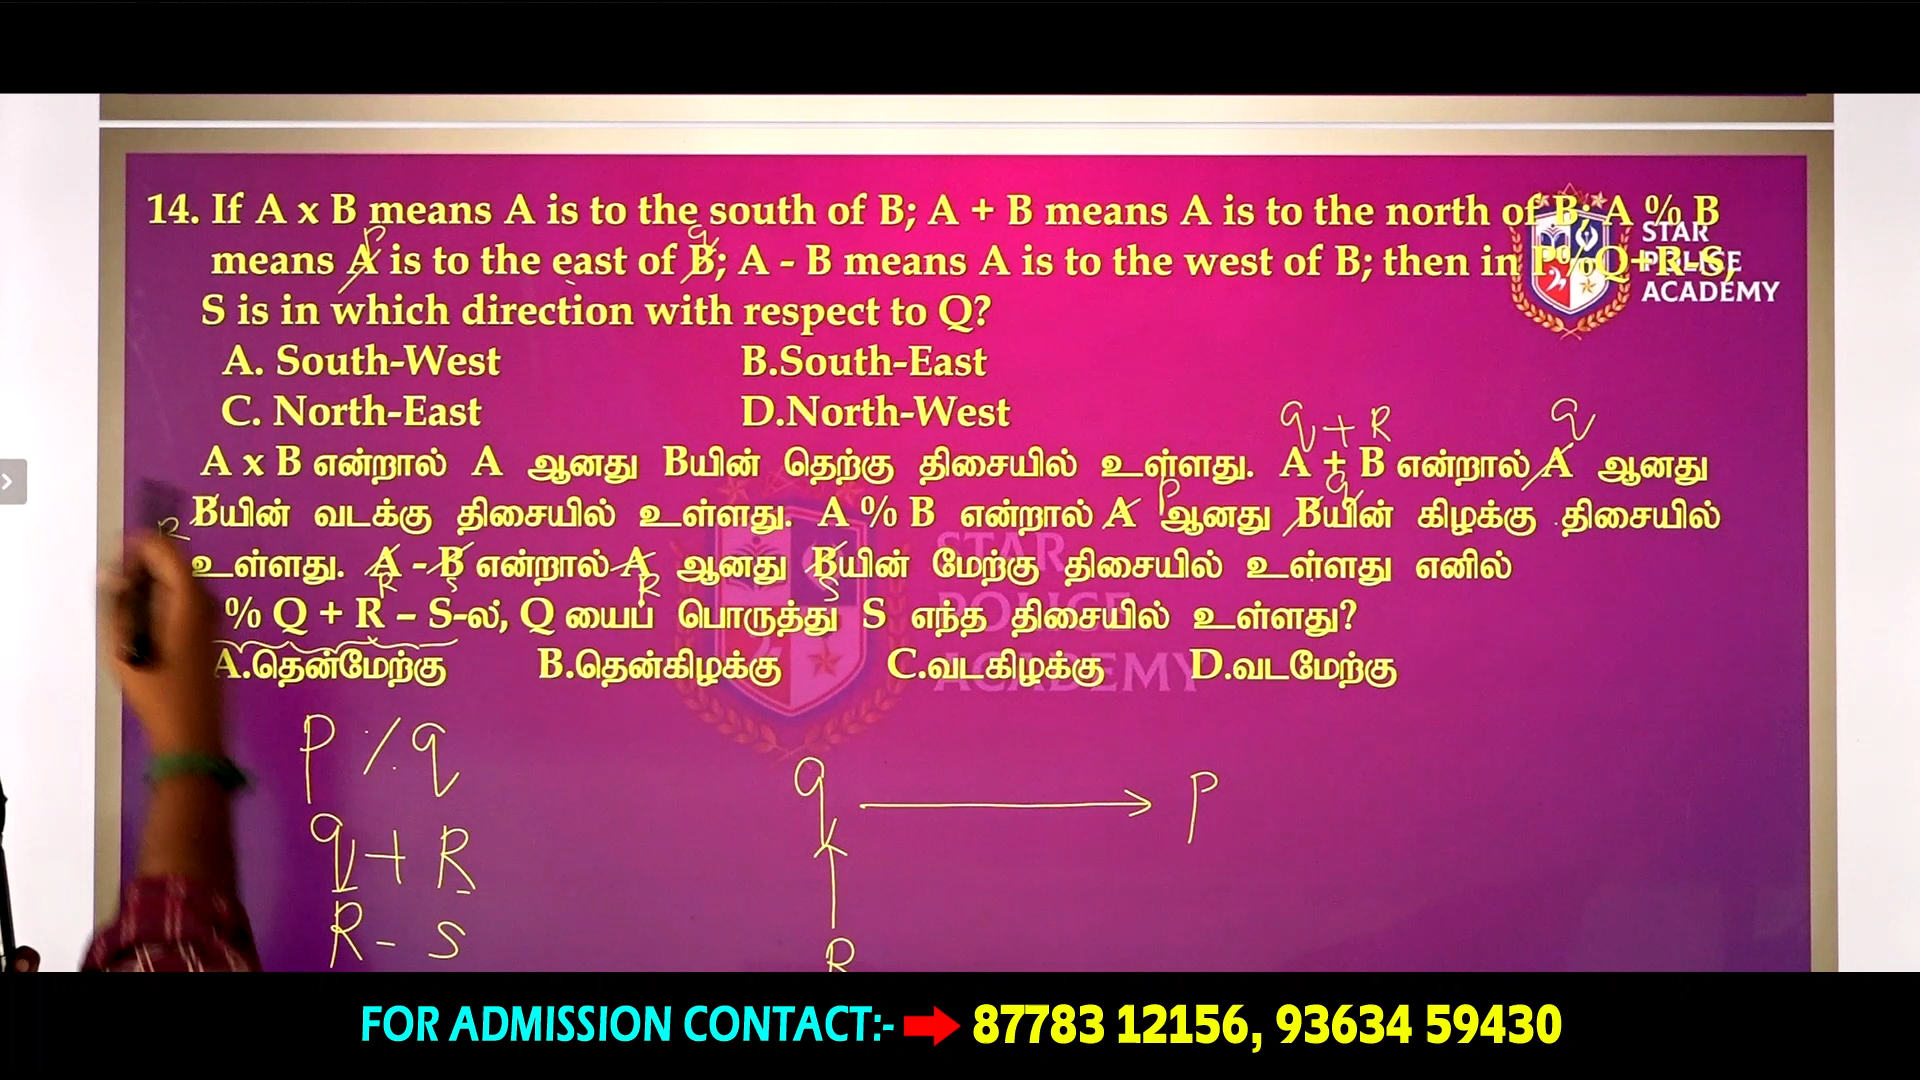 14. If A x B means A is to the south of B; A + B means A is to the north of B; A % B
means A is to the east of B; A - B means A is to the west of B; then in P%Q+R-S,
S is in which direction with respect to Q?
A. South-West B.South-East
C. North-East D.North-West
q + R q
A x B என்றால் A ஆனது Bயின் தெற்கு திசையில் உள்ளது. A + B என்றால் A ஆனது
Bயின் வடக்கு திசையில் உள்ளது. A % B என்றால் A ஆனது Bயின் கிழக்கு திசையில்
உள்ளது. A - B என்றால் A ஆனது Bயின் மேற்கு திசையில் உள்ளது எனில்
% Q + R – S-ல், Q யைப் பொருத்து S எந்த திசையில் உள்ளது?
A.தென்மேற்கு B.தென்கிழக்கு C.வடகிழக்கு D.வடமேற்கு
STAR
POLICE
ACADEMY
STAR
POLICE
ACADEMY
P % q
q + R
R - S
q P
R
FOR ADMISSION CONTACT:- 87783 12156, 93634 59430